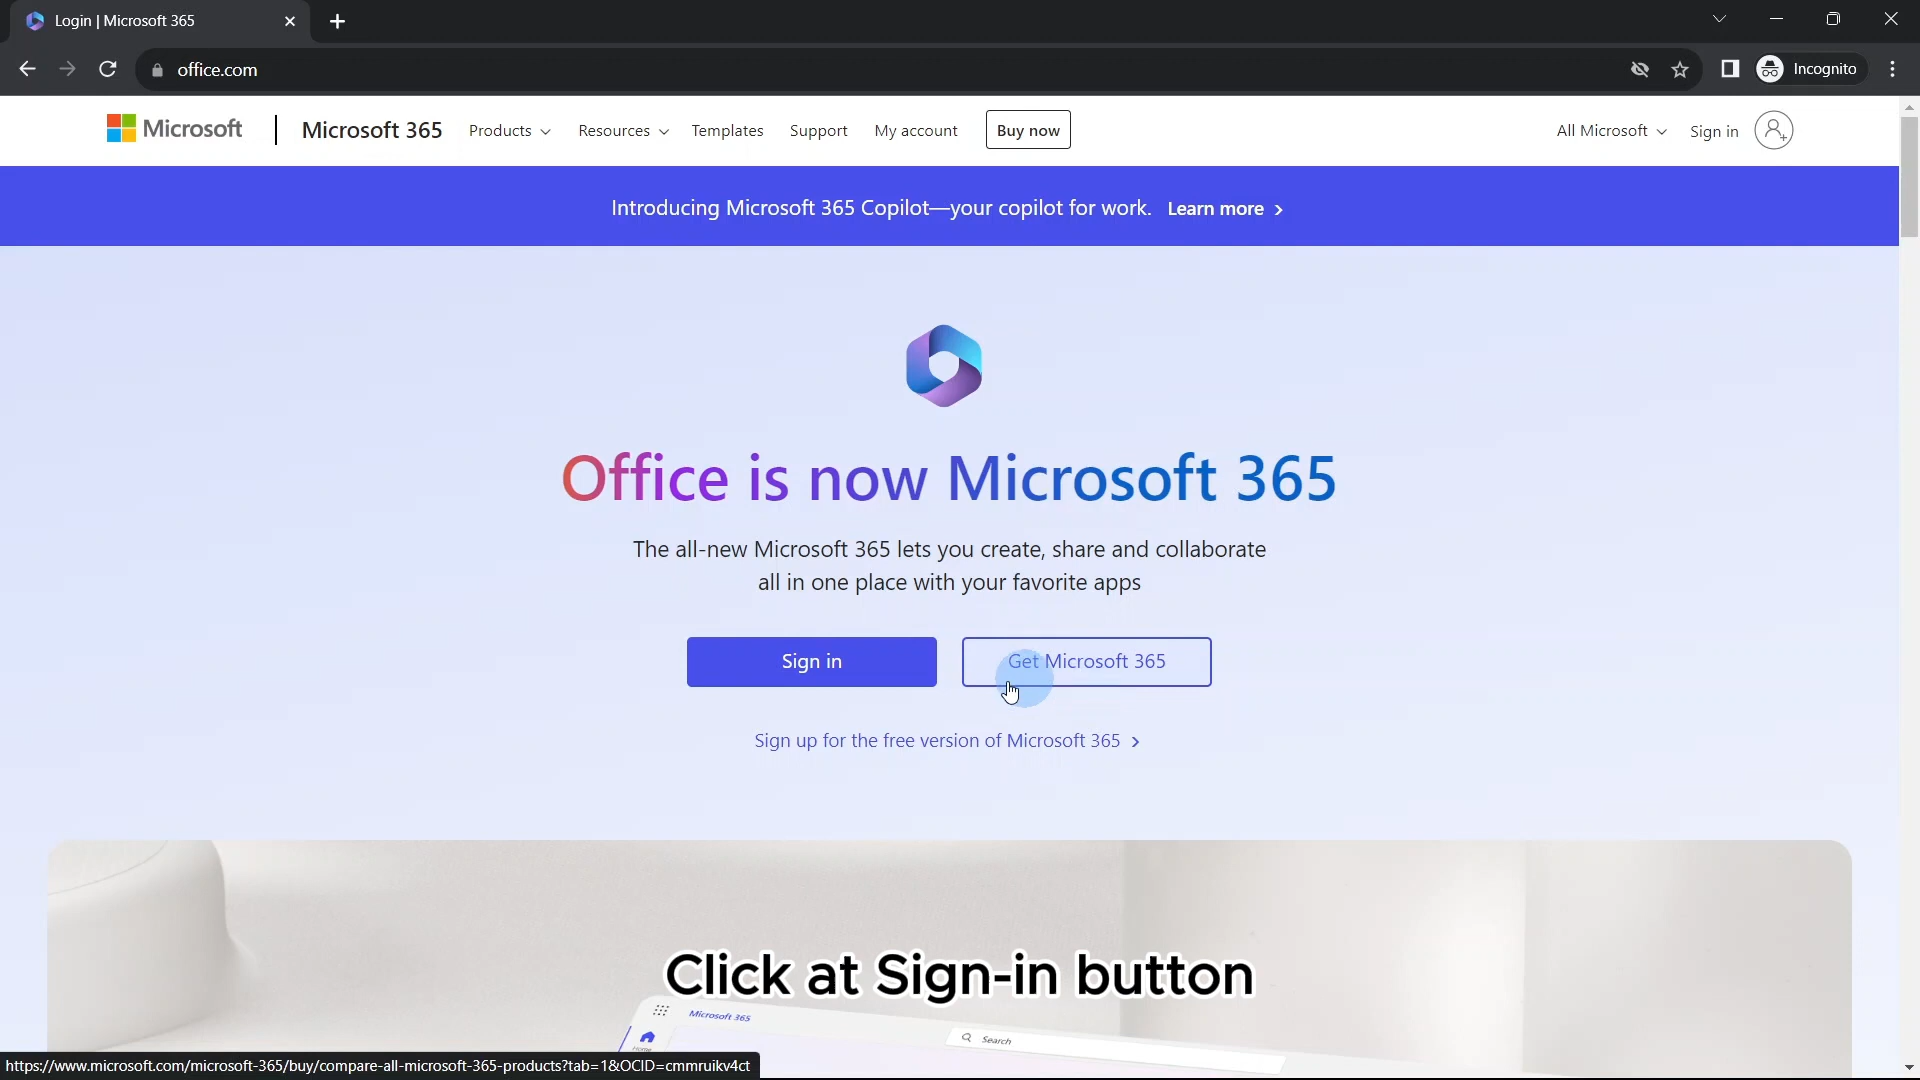 Login | Microsoft 365
office.com
Incognito
Microsoft
Microsoft 365
Products
Resources
Templates
Support
My account
Buy now
All Microsoft
Sign in
Introducing Microsoft 365 Copilot—your copilot for work. Learn more
Office is now Microsoft 365
The all-new Microsoft 365 lets you create, share and collaborate
all in one place with your favorite apps
Sign in
Get Microsoft 365
Sign up for the free version of Microsoft 365
Click at Sign-in button
Microsoft 365
Search
Home
https://www.microsoft.com/microsoft-365/buy/compare-all-microsoft-365-products?tab=1&OCID=cmmruikv4ct